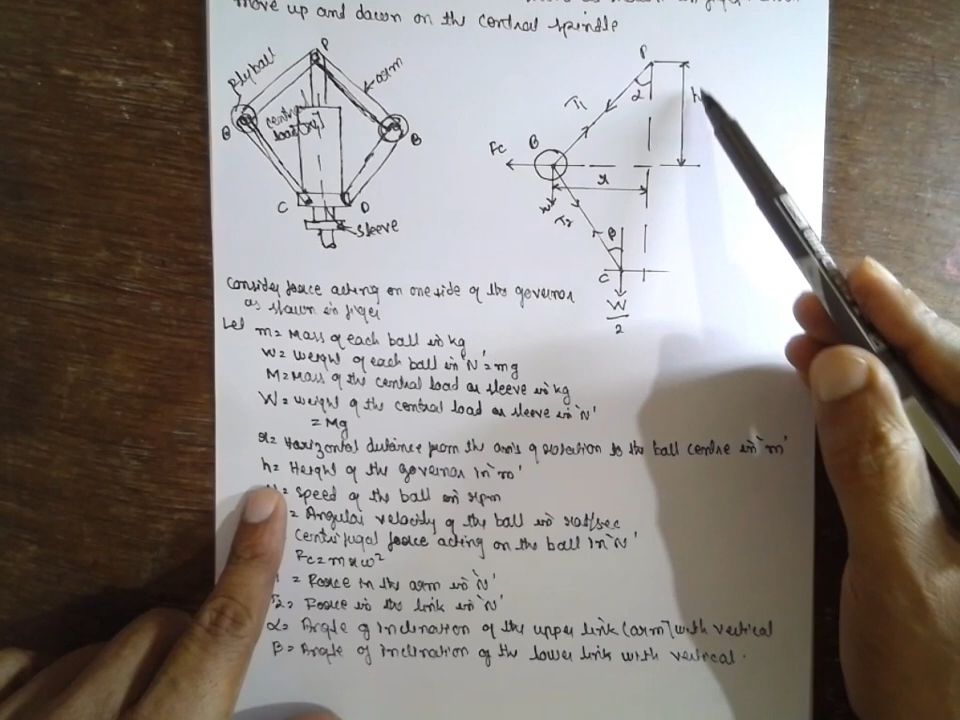 move up and down on the central spindle
P
Flyball
arm
central
load
B
B
C
D
sleeve
P
α
h
T1
B
Fc
r
w
T2
β
C
W
2
Consider force acting on one side of the governor
as shown in figer
Let m = Mass of each ball in kg
w = weight of each ball in 'N' = mg
M = Mass of the central load or sleeve in kg
W = weight of the central load or sleeve in 'N'
= Mg
r = Horizontal distance from the axis of rotation to the ball centre in 'm'
h = Height of the governor in 'm'
= Speed of the ball in rpm
= Angular velocity of the ball in rad/sec
Centrifugal force acting on the ball in 'N'
Fc = mrω²
= Force in the arm in 'N'
T2 = Force in the link in 'N'
α = Angle of inclination of the upper link (arm) with vertical
β = Angle of inclination of the lower link with vertical.